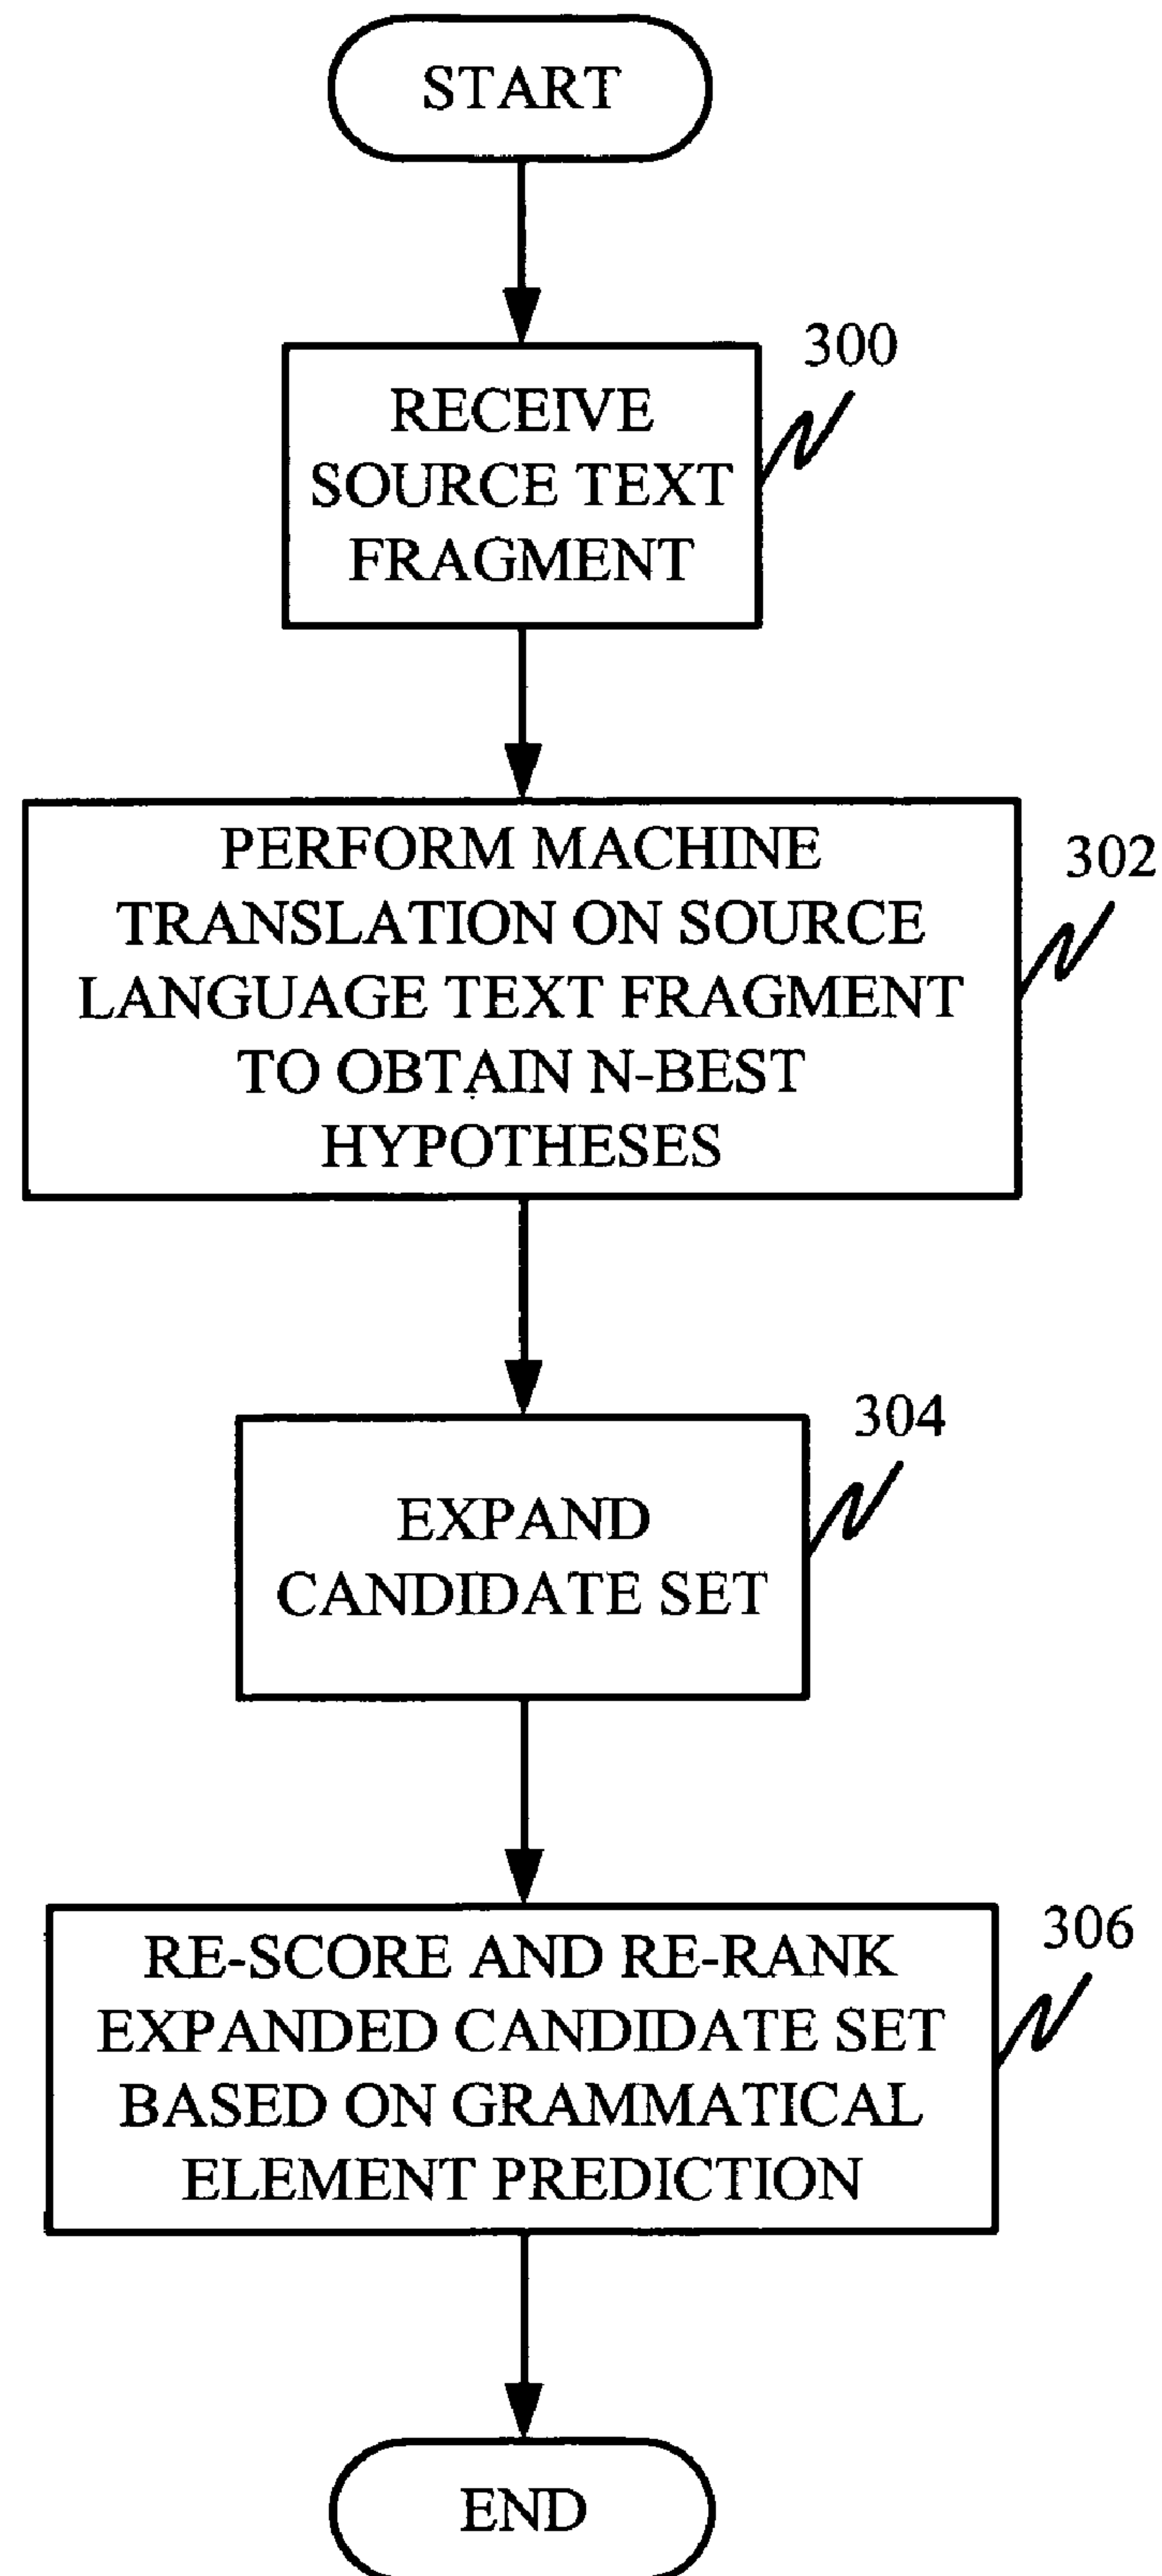 START
300
RECEIVE
SOURCE TEXT
FRAGMENT
302
PERFORM MACHINE
TRANSLATION ON SOURCE
LANGUAGE TEXT FRAGMENT
TO OBTAIN N-BEST
HYPOTHESES
304
EXPAND
CANDIDATE SET
306
RE-SCORE AND RE-RANK
EXPANDED CANDIDATE SET
BASED ON GRAMMATICAL
ELEMENT PREDICTION
END